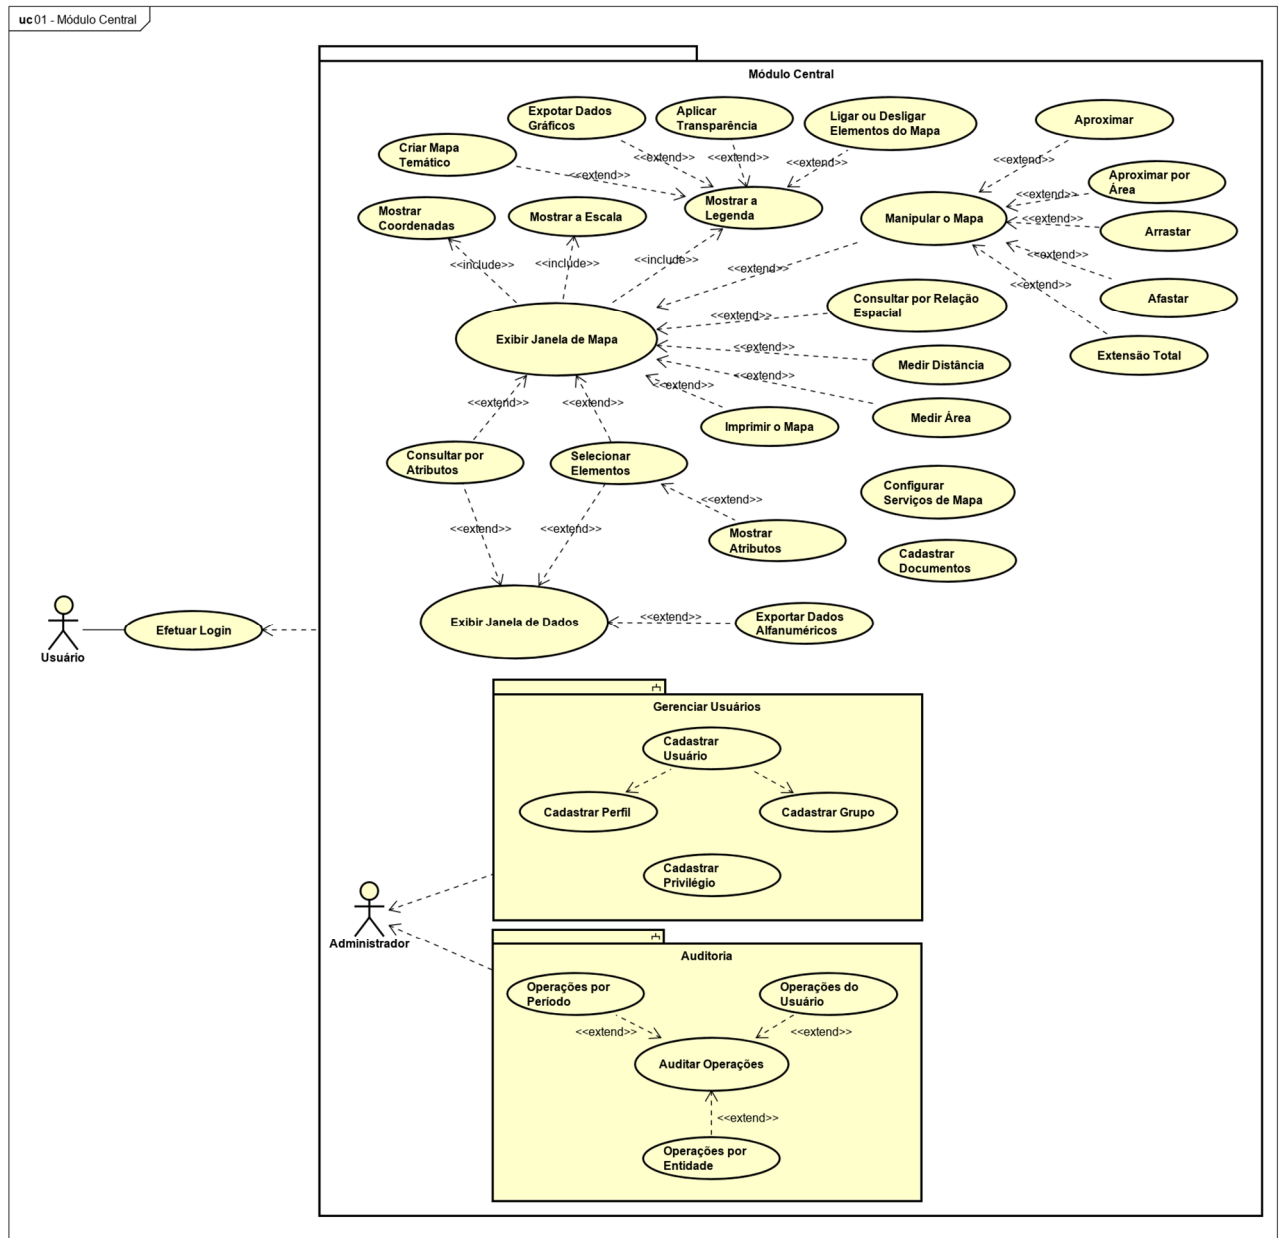 uc 01 - Módulo Central
Módulo Central
Expotar Dados
Gráficos
Aplicar
Transparência
Ligar ou Desligar
Elementos do Mapa
Aproximar
Criar Mapa
Temático
<<extend>>
<<extend>>
<<extend>>
<<extend>>
<<extend>>
Aproximar por
Área
Mostrar
Coordenadas
Mostrar a Escala
Mostrar a
Legenda
Manipular o Mapa
<<extend>>
<<extend>>
Arrastar
<<include>>
<<include>>
<<include>>
<<extend>>
<<extend>>
<<extend>>
Afastar
Consultar por Relação
Espacial
<<extend>>
Exibir Janela de Mapa
<<extend>>
Extensão Total
Medir Distância
<<extend>>
<<extend>>
<<extend>>
<<extend>>
Medir Área
Imprimir o Mapa
Consultar por
Atributos
Selecionar
Elementos
Configurar
Serviços de Mapa
<<extend>>
<<extend>>
<<extend>>
Mostrar
Atributos
Cadastrar
Documentos
Usuário
Efetuar Login
Exibir Janela de Dados
<<extend>>
Exportar Dados
Alfanuméricos
Gerenciar Usuários
Cadastrar
Usuário
Cadastrar Perfil
Cadastrar Grupo
Cadastrar
Privilégio
Administrador
Auditoria
Operações por
Período
Operações do
Usuário
<<extend>>
<<extend>>
Auditar Operações
<<extend>>
Operações por
Entidade